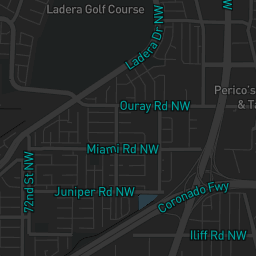 Ladera Golf Course
Ladera Dr NW
W
Perico's
& Ta
Ouray Rd NW
Miami Rd NW
72nd St NW
Juniper Rd NW
Coronado Fwy
Iliff Rd NW